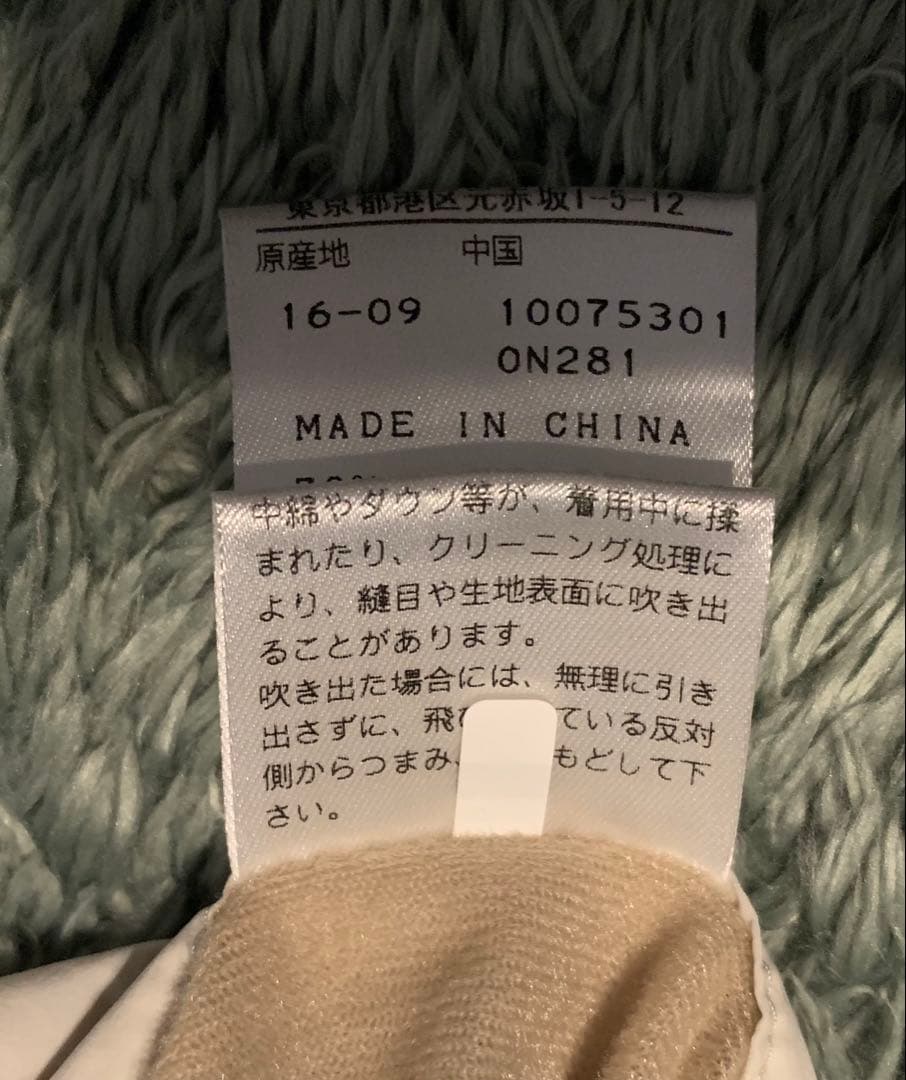 東京都港区元赤坂1-5-12
原産地 中国
16-09 10075301
0N281
MADE IN CHINA
中綿やダウン等が、着用中に揉
まれたり、クリーニング処理に
より、縫目や生地表面に吹き出
ることがあります。
吹き出た場合には、無理に引き
出さずに、飛 ている反対
側からつまみ、 もどして下
さい。